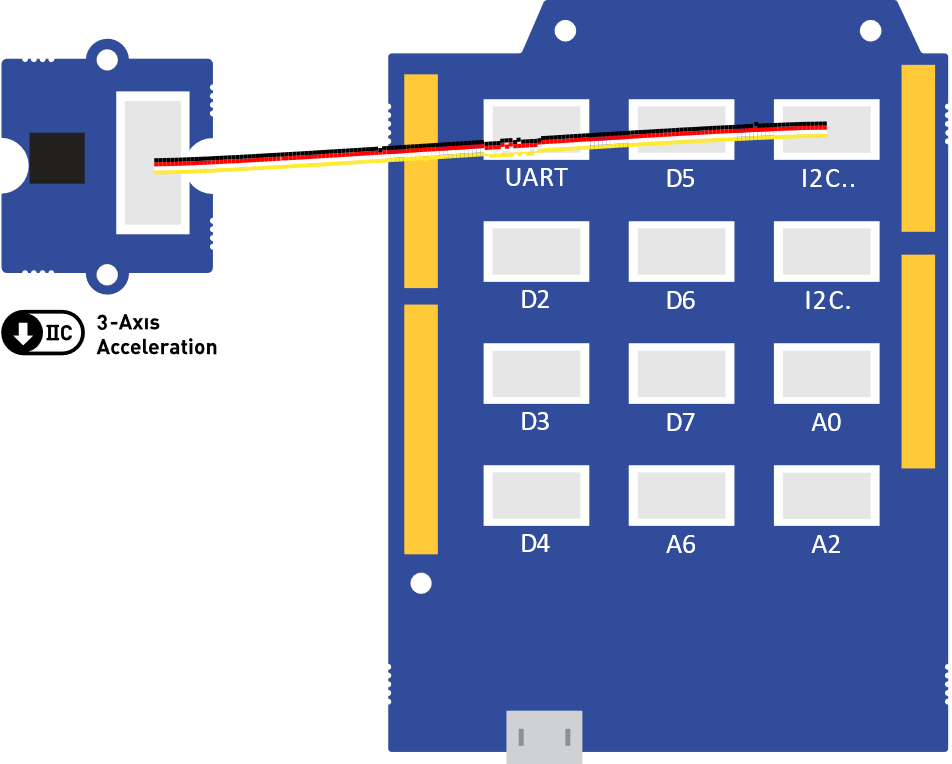 UART D5 I2C..
D2 D6 I2C.
IIC 3-Axis
Acceleration
D3 D7 A0
D4 A6 A2